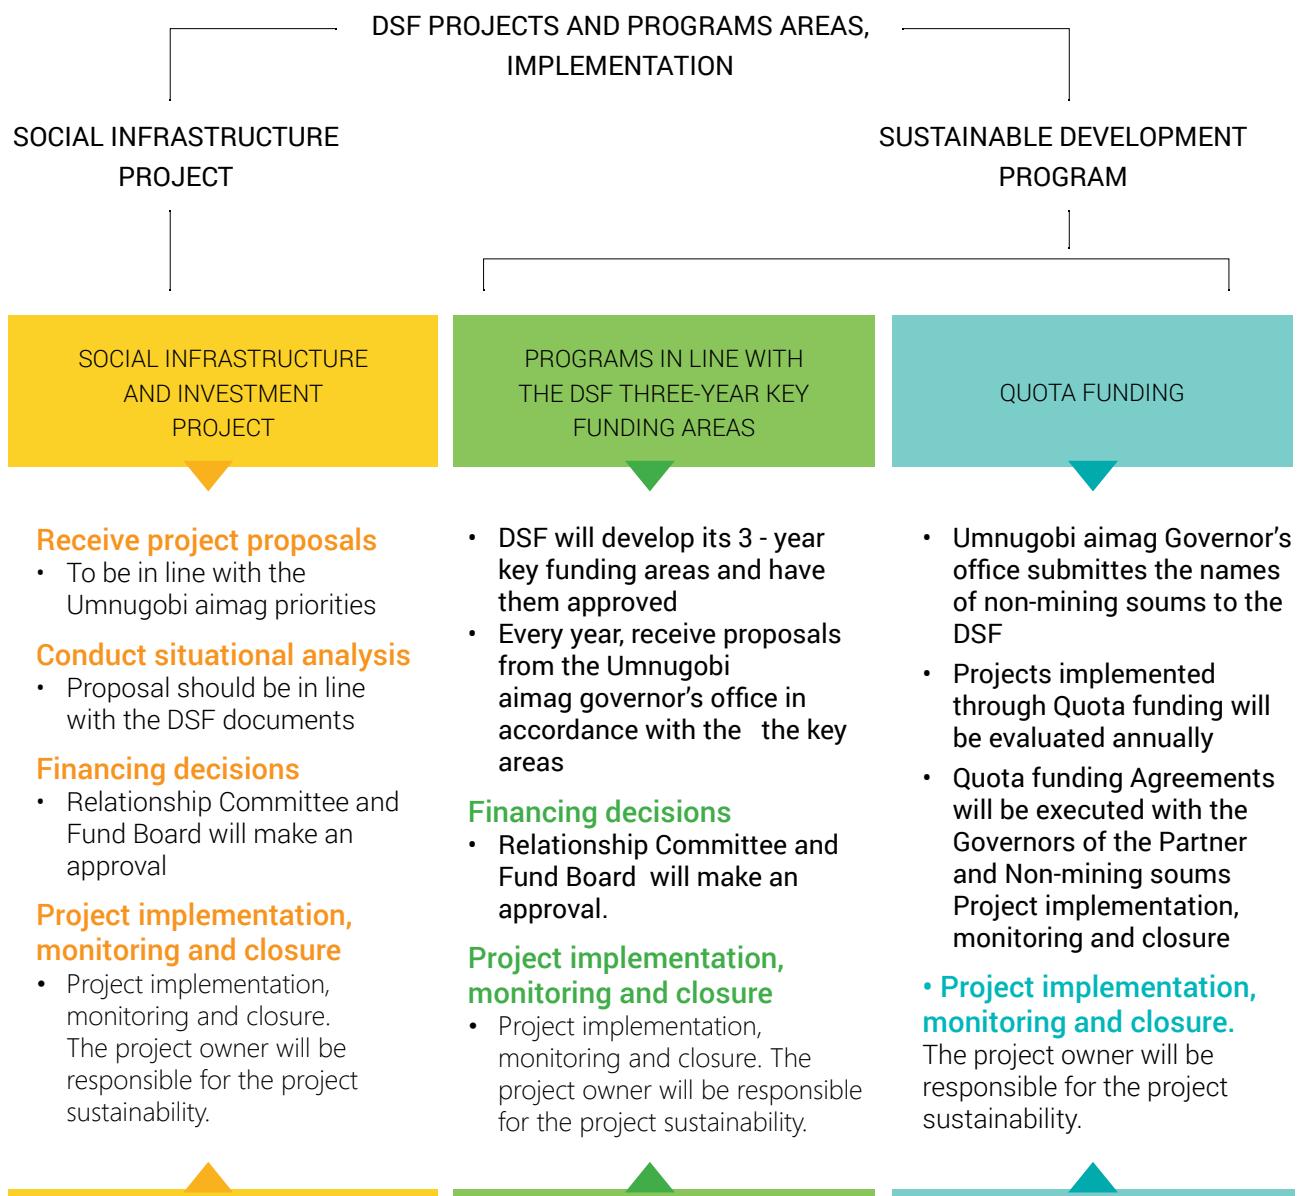 DSF PROJECTS AND PROGRAMS AREAS,
IMPLEMENTATION
SOCIAL INFRASTRUCTURE
PROJECT
SUSTAINABLE DEVELOPMENT
PROGRAM
SOCIAL INFRASTRUCTURE
AND INVESTMENT
PROJECT
PROGRAMS IN LINE WITH
THE DSF THREE-YEAR KEY
FUNDING AREAS
QUOTA FUNDING
Receive project proposals
• To be in line with the
Umnugobi aimag priorities
Conduct situational analysis
• Proposal should be in line
with the DSF documents
Financing decisions
• Relationship Committee and
Fund Board will make an
approval
Project implementation,
monitoring and closure
• Project implementation,
monitoring and closure.
The project owner will be
responsible for the project
sustainability.
• DSF will develop its 3 - year
key funding areas and have
them approved
• Every year, receive proposals
from the Umnugobi
aimag governor's office in
accordance with the the key
areas
Financing decisions
• Relationship Committee and
Fund Board will make an
approval.
Project implementation,
monitoring and closure
• Project implementation,
monitoring and closure. The
project owner will be responsible
for the project sustainability.
• Umnugobi aimag Governor's
office submittes the names
of non-mining soums to the
DSF
• Projects implemented
through Quota funding will
be evaluated annually
• Quota funding Agreements
will be executed with the
Governors of the Partner
and Non-mining soums
Project implementation,
monitoring and closure
• Project implementation,
monitoring and closure.
The project owner will be
responsible for the project
sustainability.